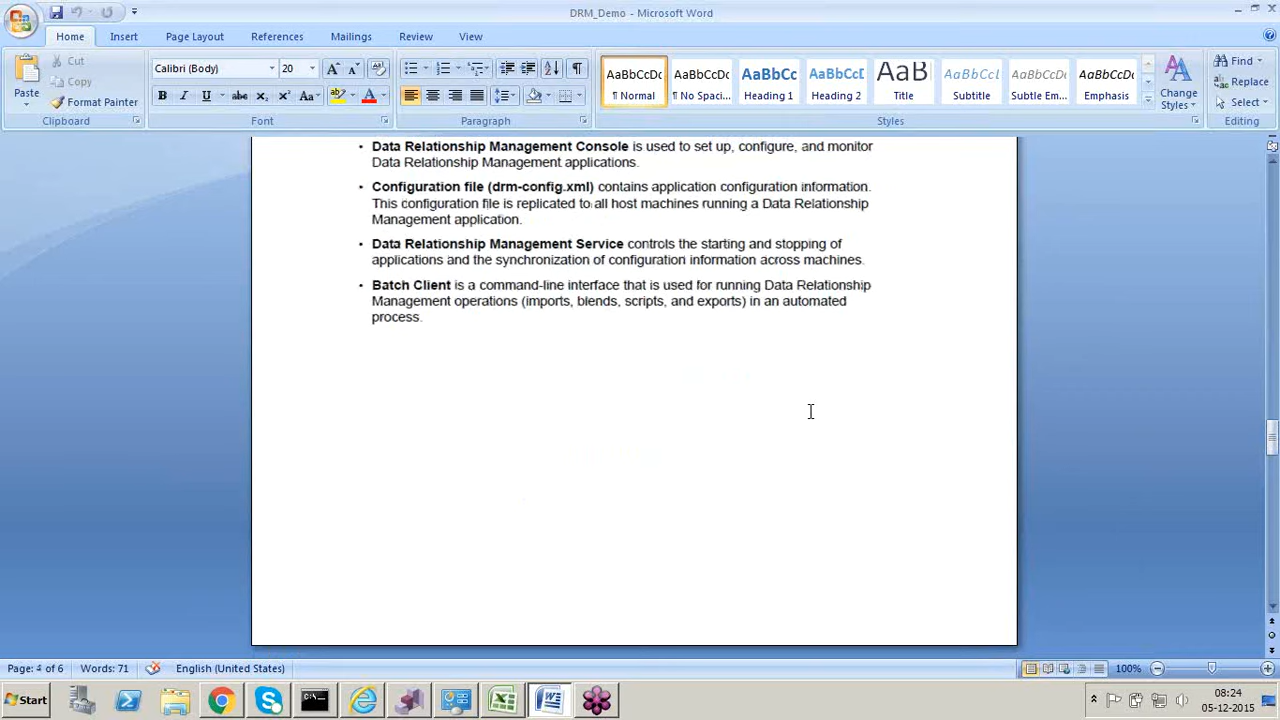 DRM_Demo - Microsoft Word
Home Insert Page Layout References Mailings Review View
Cut
Copy
Format Painter
Paste
Clipboard
Calibri (Body) 20
B I U abc X₂ X² Aa
Font
Paragraph
AaBbCcDc AaBbCcDc AaBbCc AaBbCcD AaB AaBbCcL AaBbCcDc AaBbCcDc
¶ Normal ¶ No Spaci... Heading 1 Heading 2 Title Subtitle Subtle Em... Emphasis
Change
Styles
Styles
Find
Replace
Select
Editing
• Data Relationship Management Console is used to set up, configure, and monitor
Data Relationship Management applications.
• Configuration file (drm-config.xml) contains application configuration information.
This configuration file is replicated to all host machines running a Data Relationship
Management application.
• Data Relationship Management Service controls the starting and stopping of
applications and the synchronization of configuration information across machines.
• Batch Client is a command-line interface that is used for running Data Relationship
Management operations (imports, blends, scripts, and exports) in an automated
process.
Page: 4 of 6 Words: 71 English (United States) 100%
Start
08:24
05-12-2015